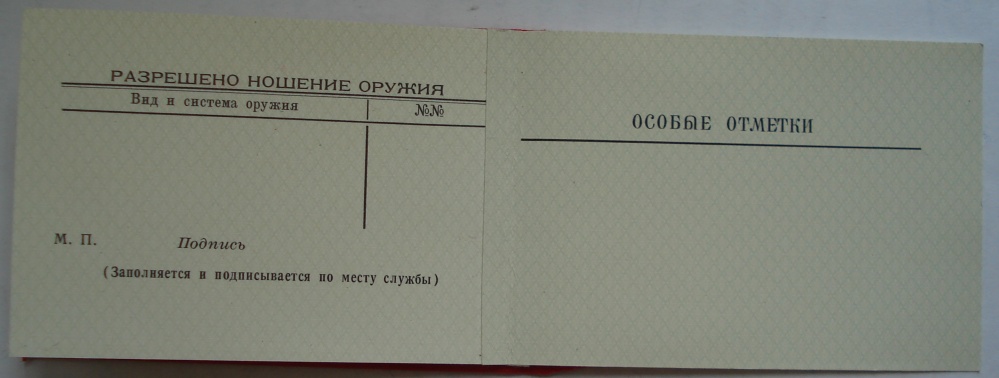 РАЗРЕШЕНО НОШЕНИЕ ОРУЖИЯ
Вид и система оружия №№
М. П. Подпись
(Заполняется и подписывается по месту службы)
ОСОБЫЕ ОТМЕТКИ